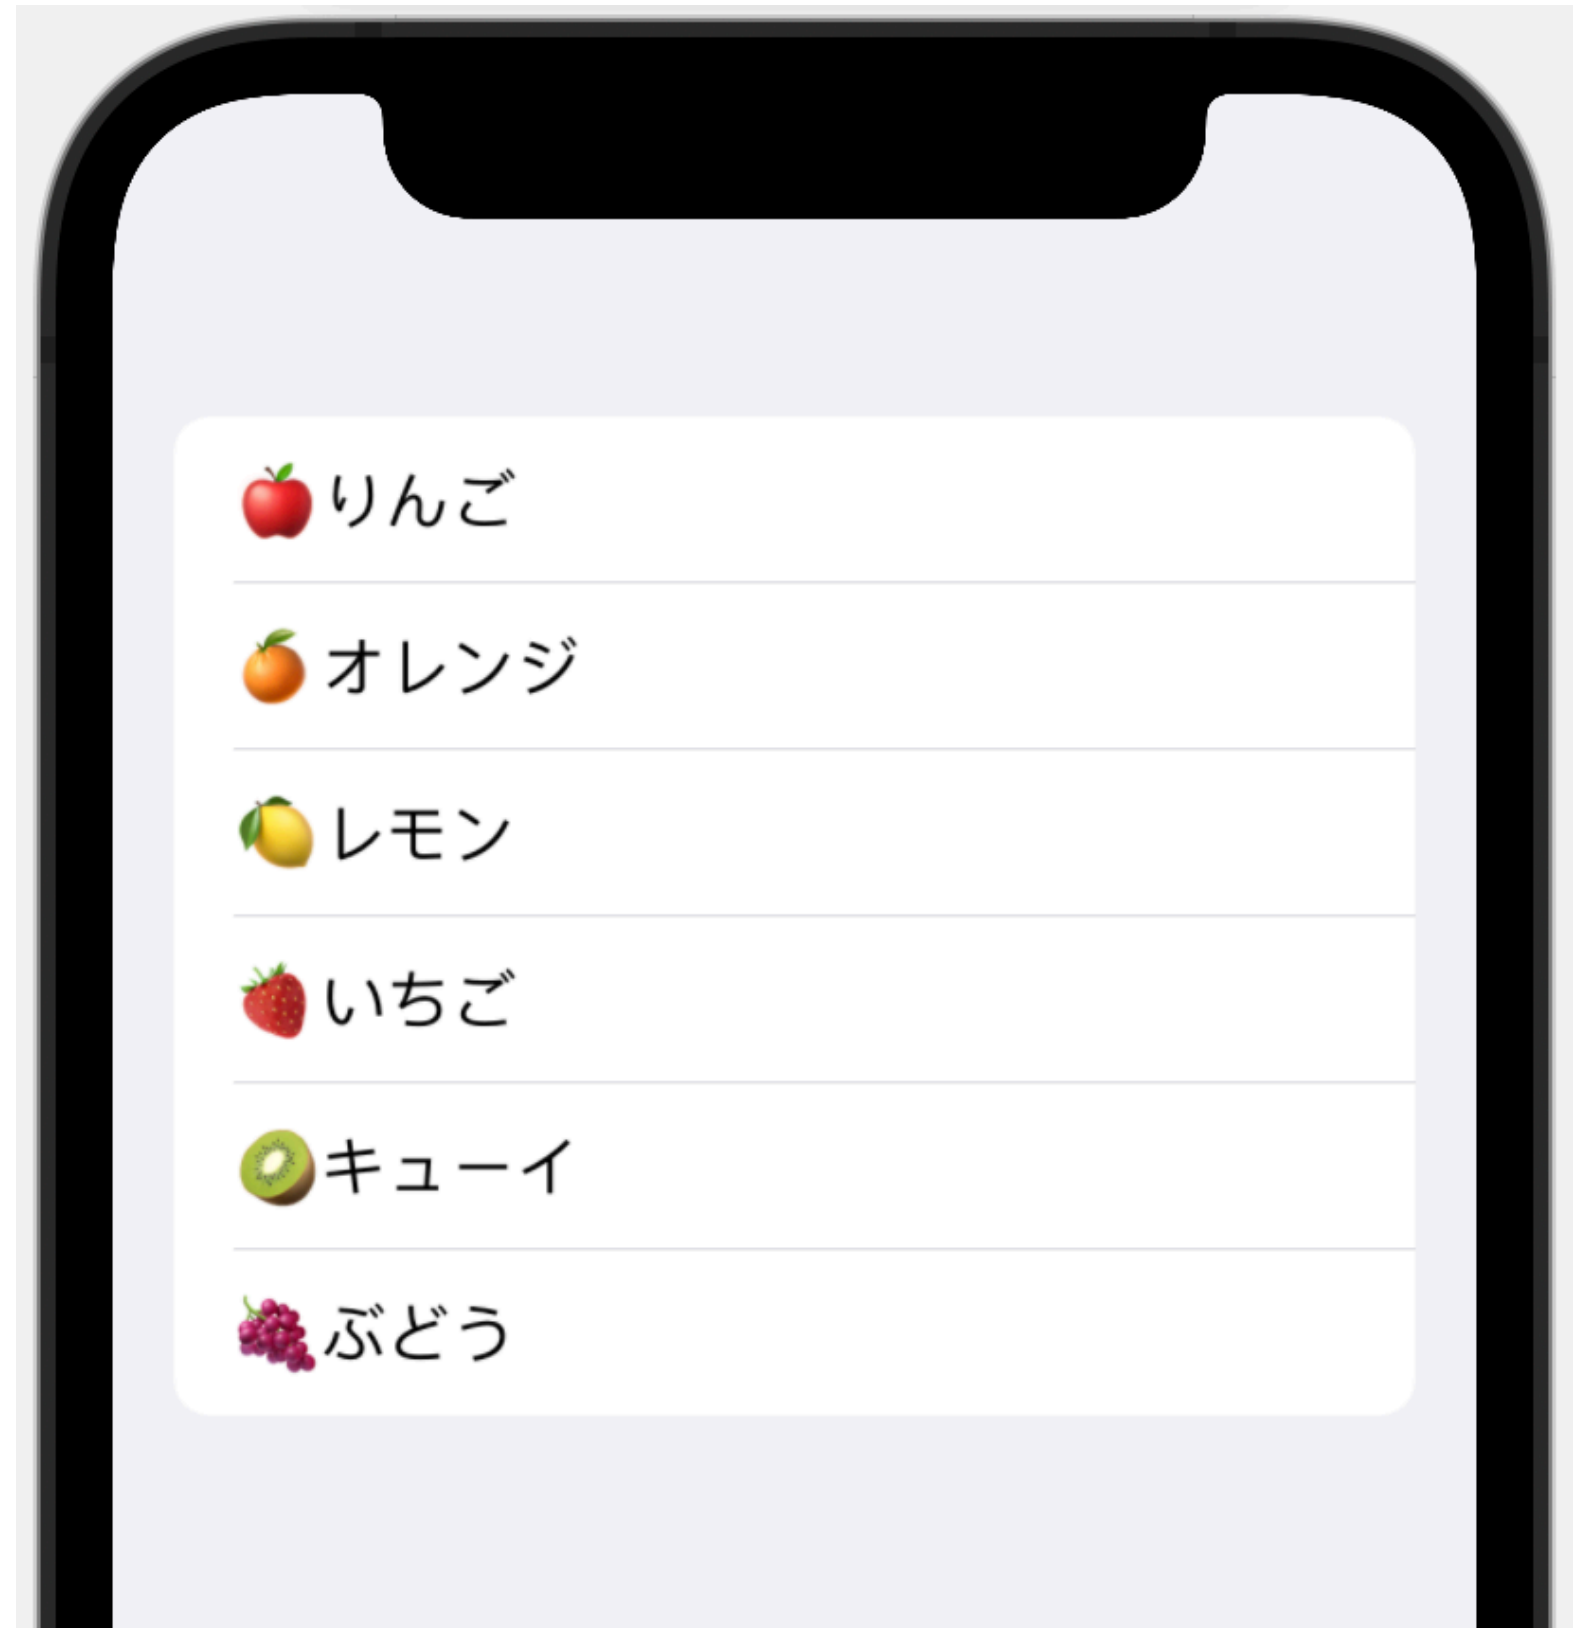 🍎りんご
🍊オレンジ
🍋レモン
🍓いちご
🥝キューイ
🍇ぶどう